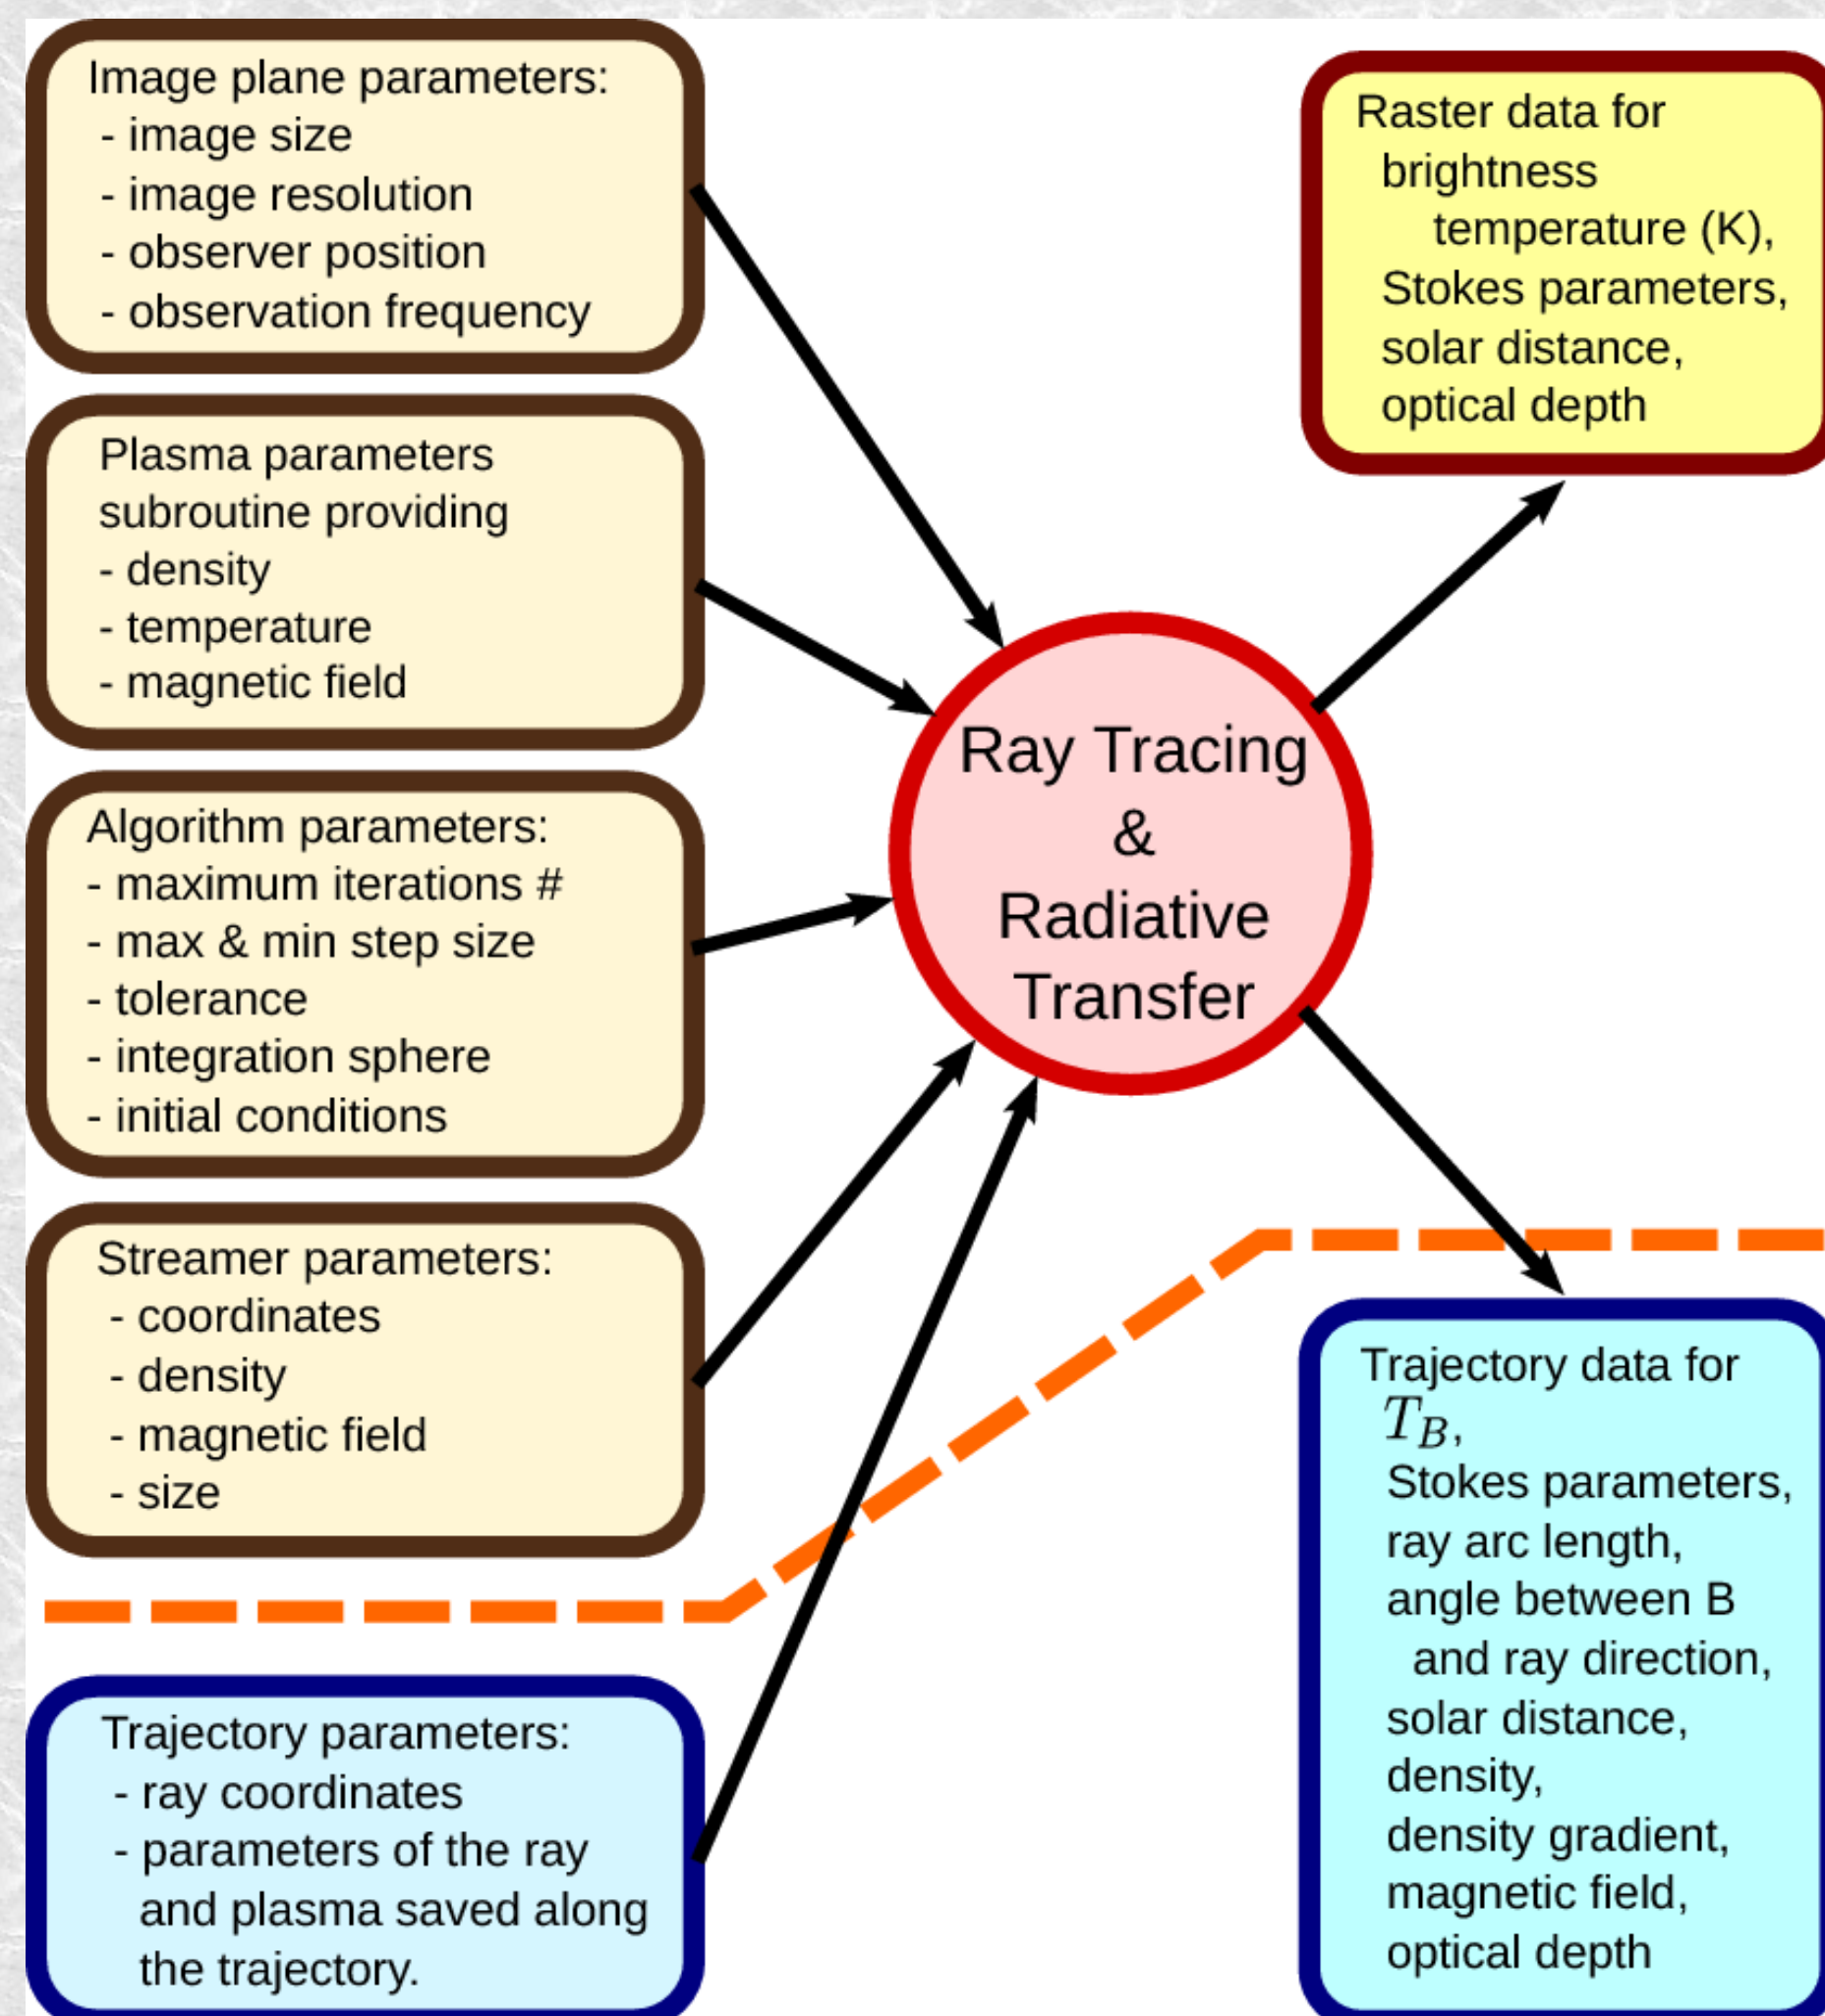 Image plane parameters:
- image size
- image resolution
- observer position
- observation frequency
Plasma parameters
subroutine providing
- density
- temperature
- magnetic field
Algorithm parameters:
- maximum iterations #
- max & min step size
- tolerance
- integration sphere
- initial conditions
Streamer parameters:
- coordinates
- density
- magnetic field
- size
Trajectory parameters:
- ray coordinates
- parameters of the ray
and plasma saved along
the trajectory.
Ray Tracing
&
Radiative
Transfer
Raster data for
brightness
temperature (K),
Stokes parameters,
solar distance,
optical depth
Trajectory data for
T_B,
Stokes parameters,
ray arc length,
angle between B
and ray direction,
solar distance,
density,
density gradient,
magnetic field,
optical depth